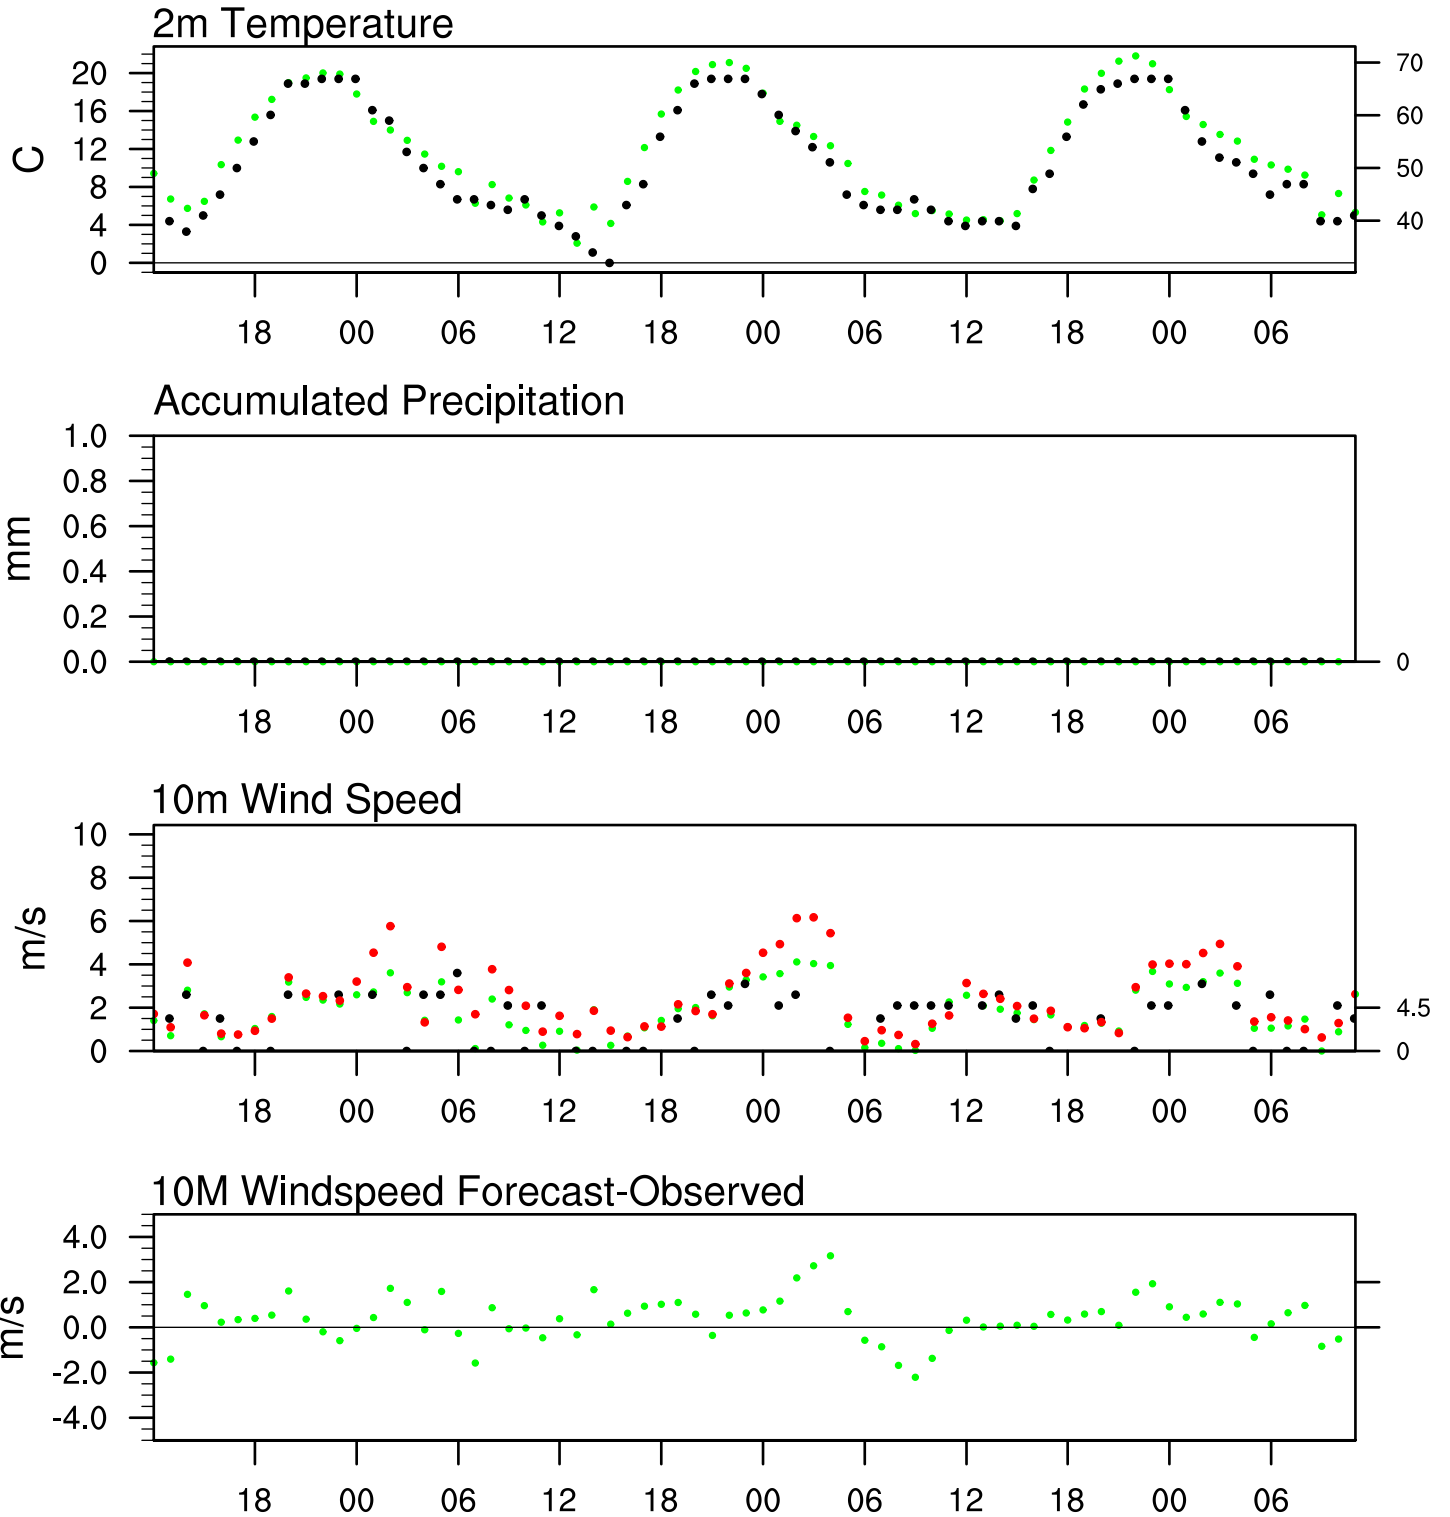 2m Temperature
20
16
12
8
4
0
C
70
60
50
40
18 00 06 12 18 00 06 12 18 00 06
Accumulated Precipitation
1.0
0.8
0.6
0.4
0.2
0.0
mm
0
18 00 06 12 18 00 06 12 18 00 06
10m Wind Speed
10
8
6
4
2
0
m/s
4.5
0
18 00 06 12 18 00 06 12 18 00 06
10M Windspeed Forecast-Observed
4.0
2.0
0.0
-2.0
-4.0
m/s
18 00 06 12 18 00 06 12 18 00 06